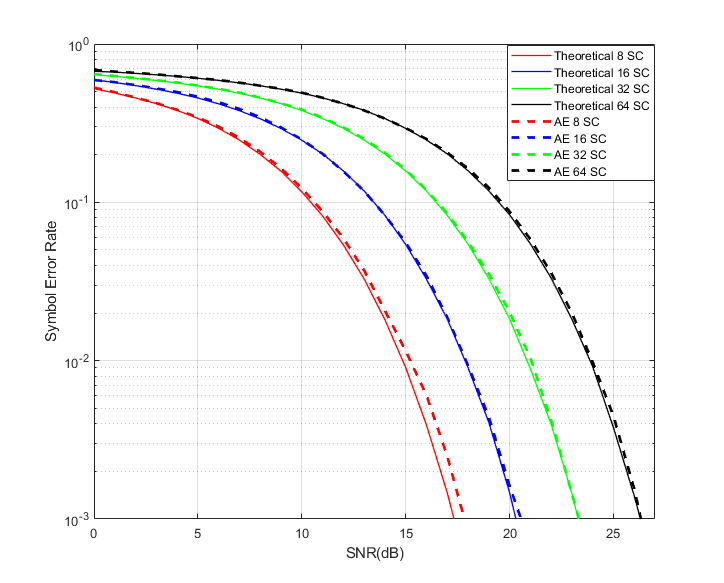 10^0
10^-1
10^-2
10^-3
Symbol Error Rate
0
5
10
15
20
25
SNR(dB)
Theoretical 8 SC
Theoretical 16 SC
Theoretical 32 SC
Theoretical 64 SC
AE 8 SC
AE 16 SC
AE 32 SC
AE 64 SC